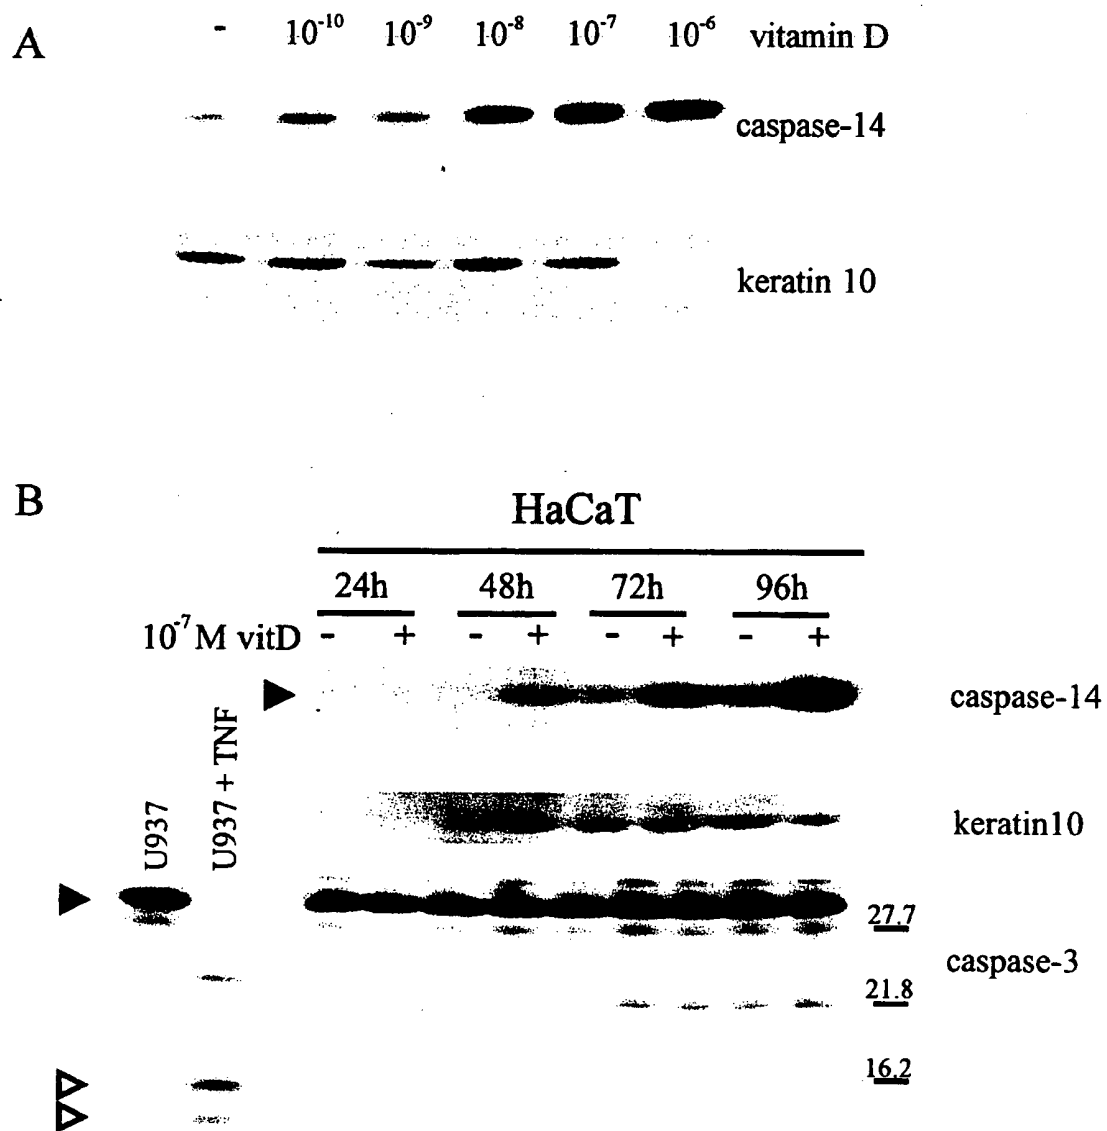 A
- 10⁻¹⁰ 10⁻⁹ 10⁻⁸ 10⁻⁷ 10⁻⁶ vitamin D
caspase-14
keratin 10
B
HaCaT
24h 48h 72h 96h
10⁻⁷ M vitD - + - + - + - +
caspase-14
U937
U937 + TNF
keratin10
27.7
caspase-3
21.8
16.2